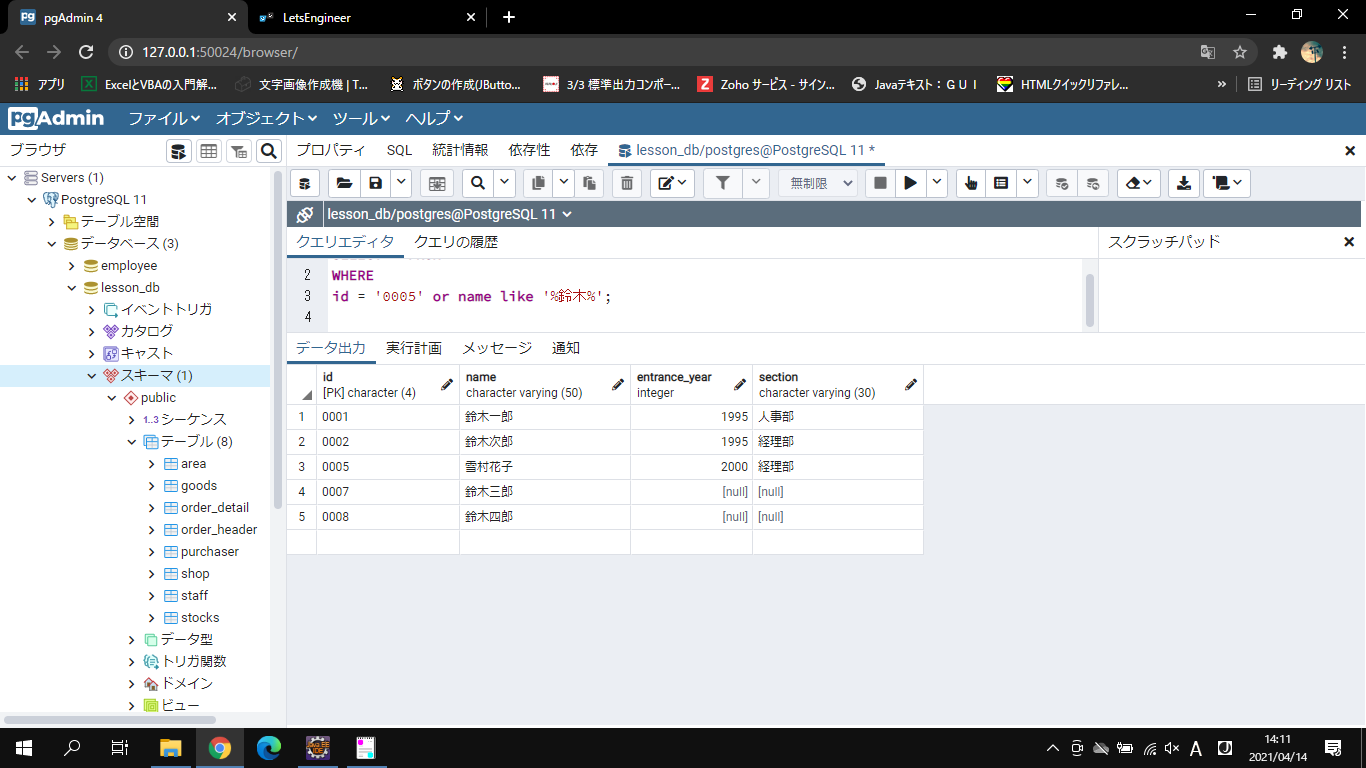 pgAdmin 4
LetsEngineer
127.0.0.1:50024/browser/
アプリ
ExcelとVBAの入門解...
文字画像作成機 | T...
ボタンの作成(JButto...
3/3 標準出力コンポー...
Zoho サービス - サイン...
Javaテキスト：ＧＵＩ
HTMLクイックリファレ...
»
リーディング リスト
pgAdmin
ファイル
オブジェクト
ツール
ヘルプ
ブラウザ
プロパティ
SQL
統計情報
依存性
依存
lesson_db/postgres@PostgreSQL 11 *
無制限
lesson_db/postgres@PostgreSQL 11
クエリエディタ
クエリの履歴
スクラッチパッド
2 WHERE
3 id = '0005' or name like '%鈴木%';
4
データ出力
実行計画
メッセージ
通知
id
[PK] character (4)
name
character varying (50)
entrance_year
integer
section
character varying (30)
1 0001 鈴木一郎 1995 人事部
2 0002 鈴木次郎 1995 経理部
3 0005 雪村花子 2000 経理部
4 0007 鈴木三郎 [null] [null]
5 0008 鈴木四郎 [null] [null]
Servers (1)
PostgreSQL 11
テーブル空間
データベース (3)
employee
lesson_db
イベントトリガ
カタログ
キャスト
スキーマ (1)
public
1..3 シーケンス
テーブル (8)
area
goods
order_detail
order_header
purchaser
shop
staff
stocks
データ型
トリガ関数
ドメイン
ビュー
A
14:11
2021/04/14